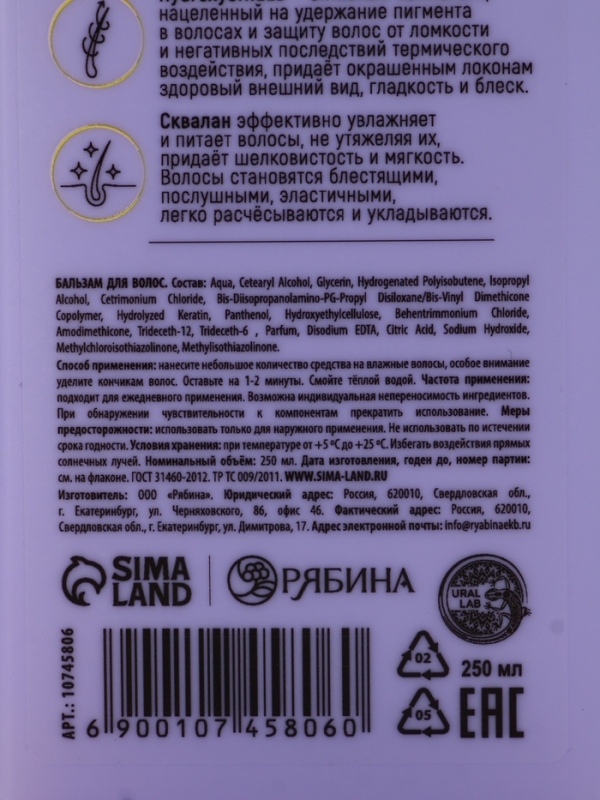 нацеленный на удержание пигмента
в волосах и защиту волос от ломкости
и негативных последствий термического
воздействия, придаёт окрашенным локонам
здоровый внешний вид, гладкость и блеск.
Сквалан эффективно увлажняет
и питает волосы, не утяжеляя их,
придаёт шелковистость и мягкость.
Волосы становятся блестящими,
послушными, эластичными,
легко расчёсываются и укладываются.
БАЛЬЗАМ ДЛЯ ВОЛОС. Состав: Aqua, Cetearyl Alcohol, Glycerin, Hydrogenated Polyisobutene, Isopropyl
Alcohol, Cetrimonium Chloride, Bis-Diisopropanolamino-PG-Propyl Disiloxane/Bis-Vinyl Dimethicone
Copolymer, Hydrolyzed Keratin, Panthenol, Hydroxyethylcellulose, Behentrimmonium Chloride,
Amodimethicone, Trideceth-12, Trideceth-6 , Parfum, Disodium EDTA, Citric Acid, Sodium Hydroxide,
Methylchloroisothiazolinone, Methylisothiazolinone.
Способ применения: нанесите небольшое количество средства на влажные волосы, особое внимание
уделите кончикам волос. Оставьте на 1-2 минуты. Смойте тёплой водой. Частота применения:
подходит для ежедневного применения. Возможна индивидуальная непереносимость ингредиентов.
При обнаружении чувствительности к компонентам прекратить использование. Меры
предосторожности: использовать только для наружного применения. Не использовать по истечении
срока годности. Условия хранения: при температуре от +5 ºС до +25 ºС. Избегать воздействия прямых
солнечных лучей. Номинальный объём: 250 мл. Дата изготовления, годен до, номер партии:
см. на флаконе. ГОСТ 31460-2012. ТР ТС 009/2011. WWW.SIMA-LAND.RU
Изготовитель: ООО «Рябина». Юридический адрес: Россия, 620010, Свердловская обл.,
г. Екатеринбург, ул. Черняховского, 86, офис 46. Фактический адрес: Россия, 620010,
Свердловская обл., г. Екатеринбург, ул. Димитрова, 17. Адрес электронной почты: info@ryabinaekb.ru
SIMA LAND
РЯБИНА
URAL LAB
АРТ.: 10745806
6 900107 458060
02
05
250 мл
EAC